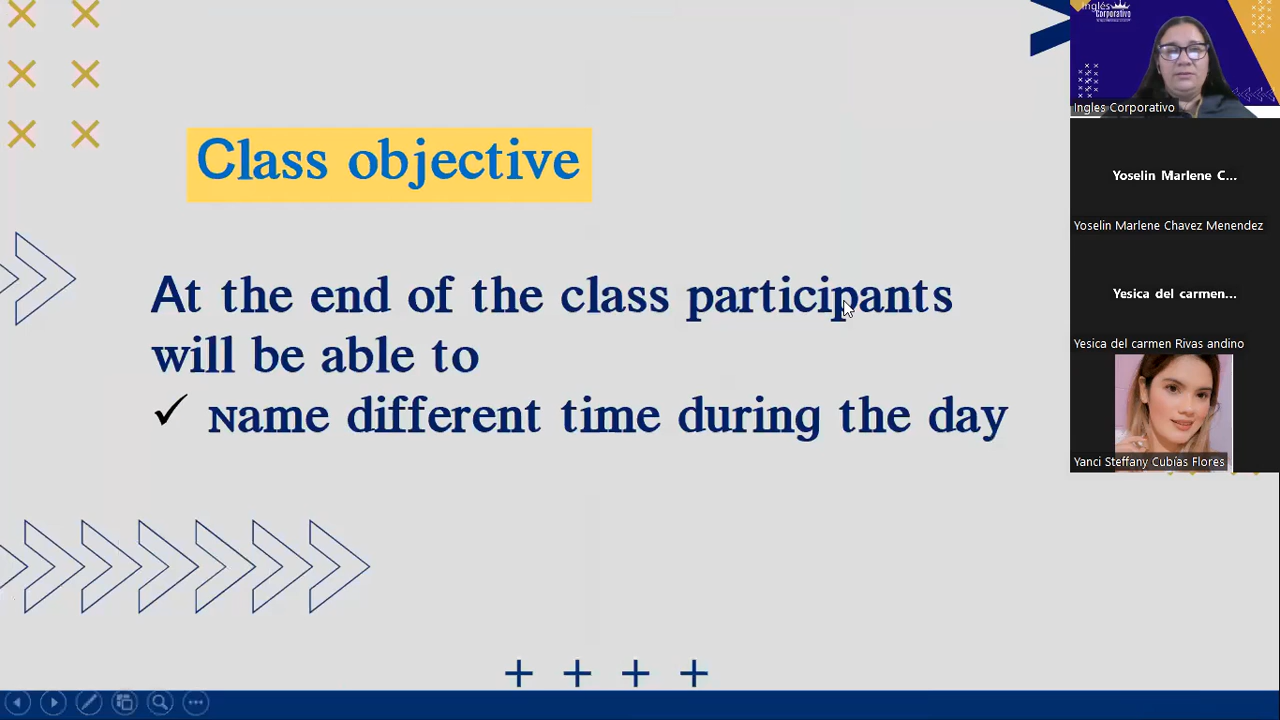 Class objective
At the end of the class participants
will be able to
✓ Name different time during the day
Inglés
Corporativo
Ingles Corporativo
Yoselin Marlene C...
Yoselin Marlene Chavez Menendez
Yesica del carmen...
Yesica del carmen Rivas andino
Yanci Steffany Cubías Flores